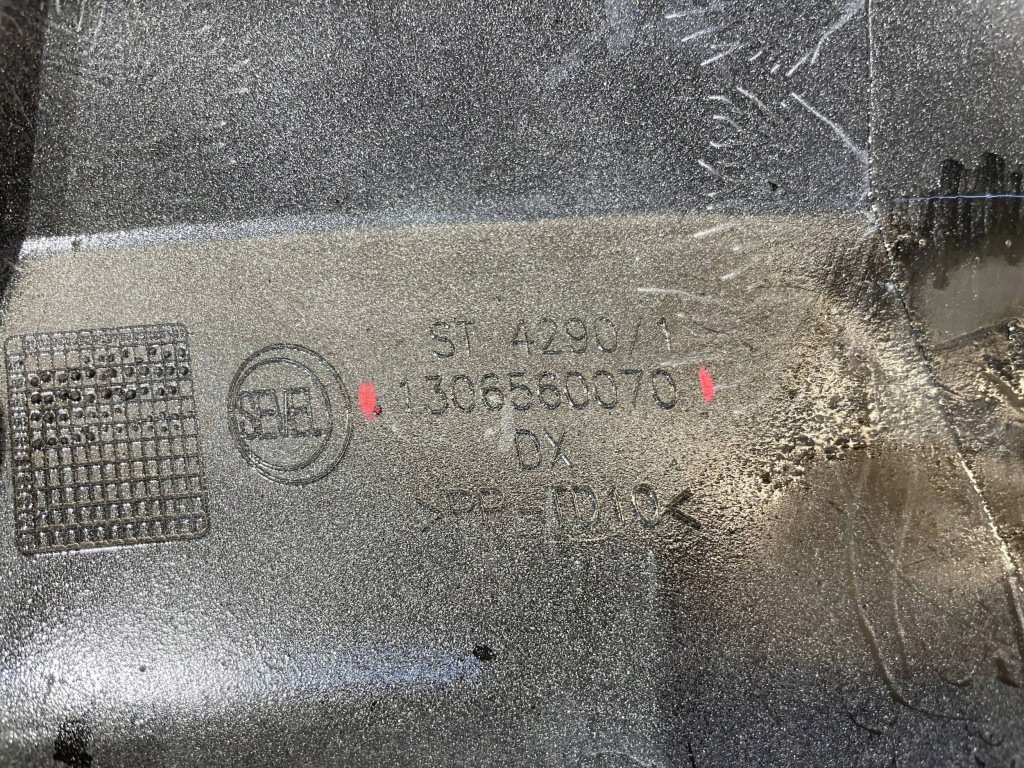 ST 4290/1
SEVEL
1306560070
DX
>PP-TD10<